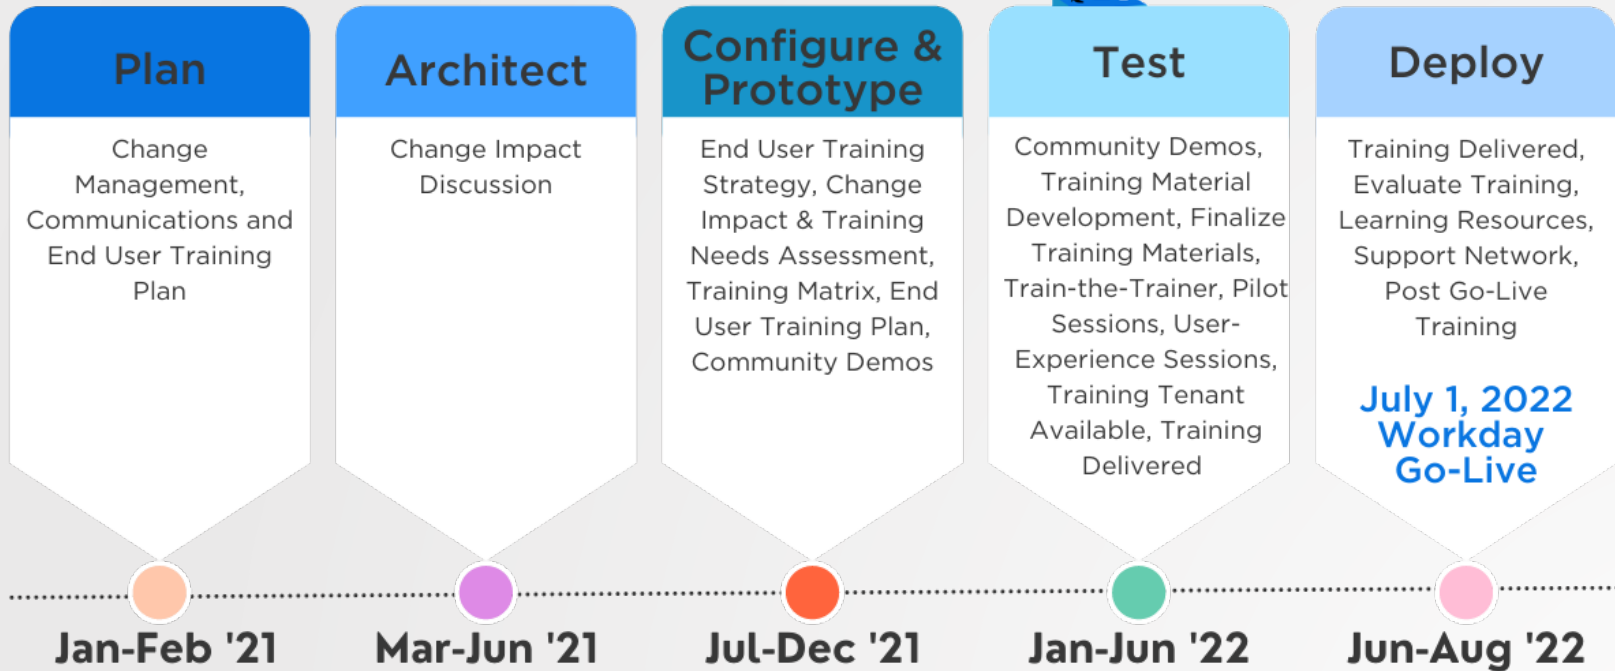 Plan
Change
Management,
Communications and
End User Training
Plan
Jan-Feb '21
Architect
Change Impact
Discussion
Mar-Jun '21
Configure &
Prototype
End User Training
Strategy, Change
Impact & Training
Needs Assessment,
Training Matrix, End
User Training Plan,
Community Demos
Jul-Dec '21
Test
Community Demos,
Training Material
Development, Finalize
Training Materials,
Train-the-Trainer, Pilot
Sessions, User-
Experience Sessions,
Training Tenant
Available, Training
Delivered
Jan-Jun '22
Deploy
Training Delivered,
Evaluate Training,
Learning Resources,
Support Network,
Post Go-Live
Training
July 1, 2022
Workday
Go-Live
Jun-Aug '22